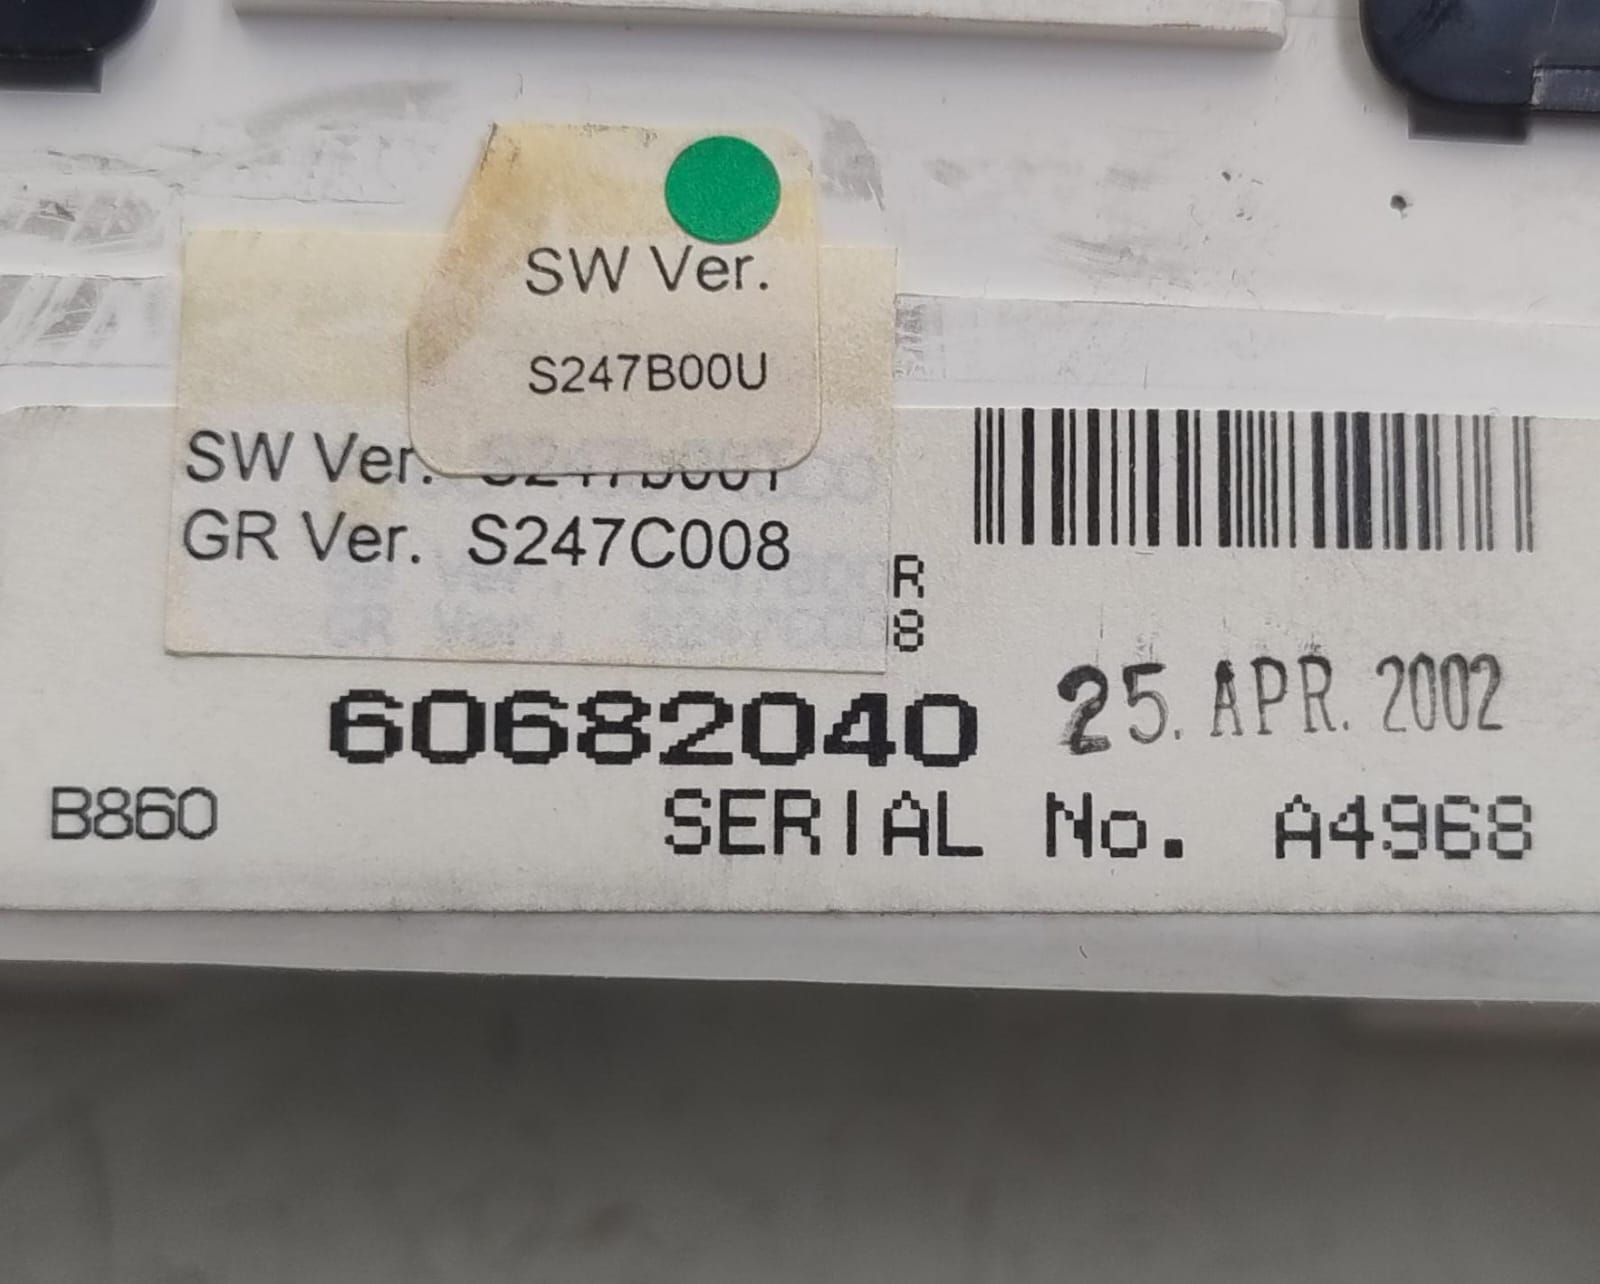 SW Ver.
S247B00U
SW Ver.
GR Ver. S247C008
R
8
60682040 25. APR. 2002
B860 SERIAL No. A4968